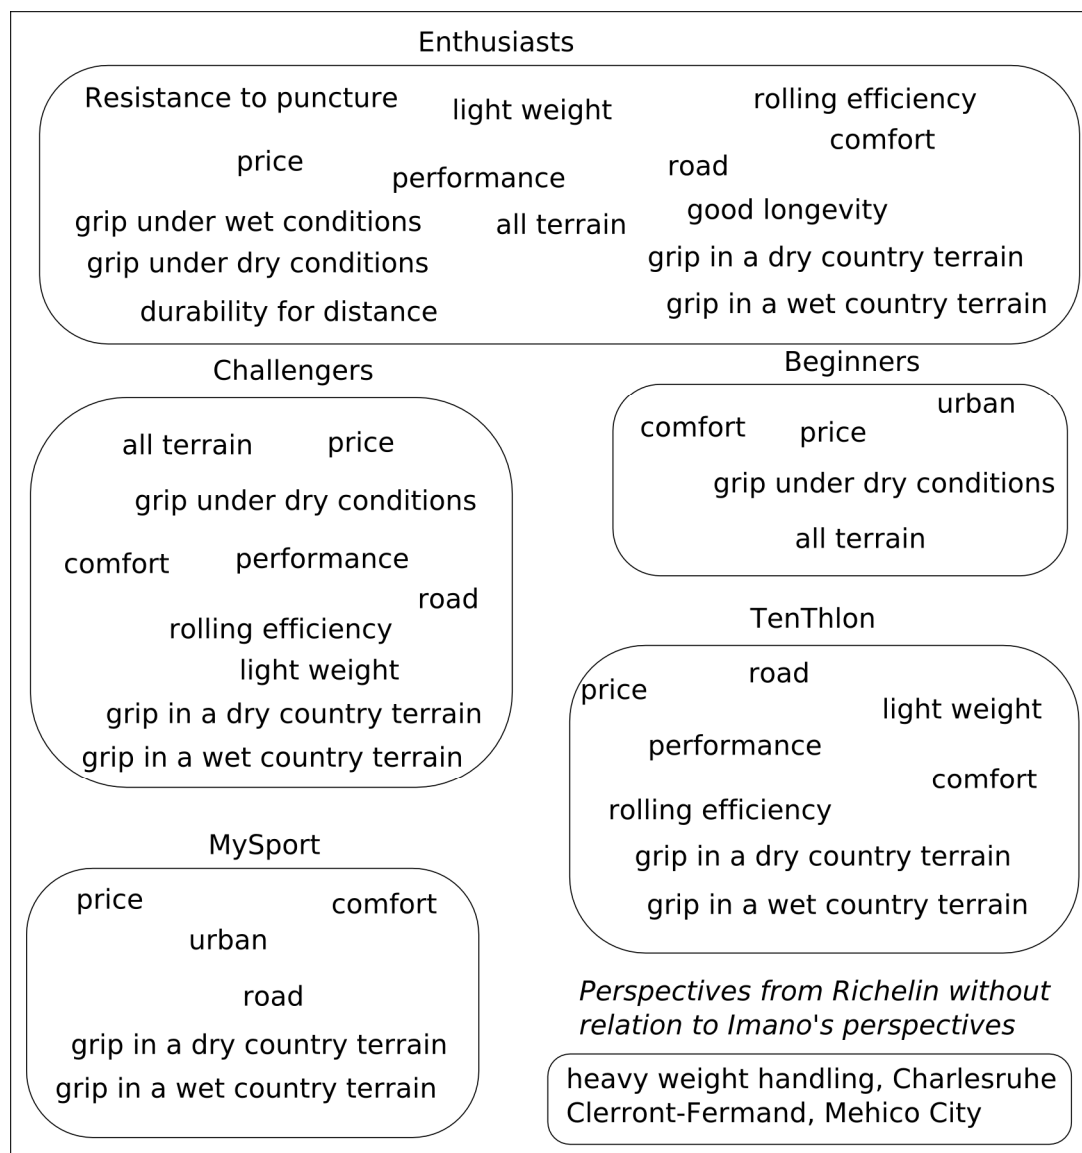 Enthusiasts
Resistance to puncture
light weight
rolling efficiency
comfort
price
performance
road
grip under wet conditions
all terrain
good longevity
grip under dry conditions
grip in a dry country terrain
durability for distance
grip in a wet country terrain
Challengers
all terrain
price
grip under dry conditions
comfort
performance
road
rolling efficiency
light weight
grip in a dry country terrain
grip in a wet country terrain
Beginners
urban
comfort
price
grip under dry conditions
all terrain
TenThlon
road
price
light weight
performance
comfort
rolling efficiency
grip in a dry country terrain
grip in a wet country terrain
MySport
price
comfort
urban
road
grip in a dry country terrain
grip in a wet country terrain
Perspectives from Richelin without
relation to Imano's perspectives
heavy weight handling, Charlesruhe
Clerront-Fermand, Mehico City